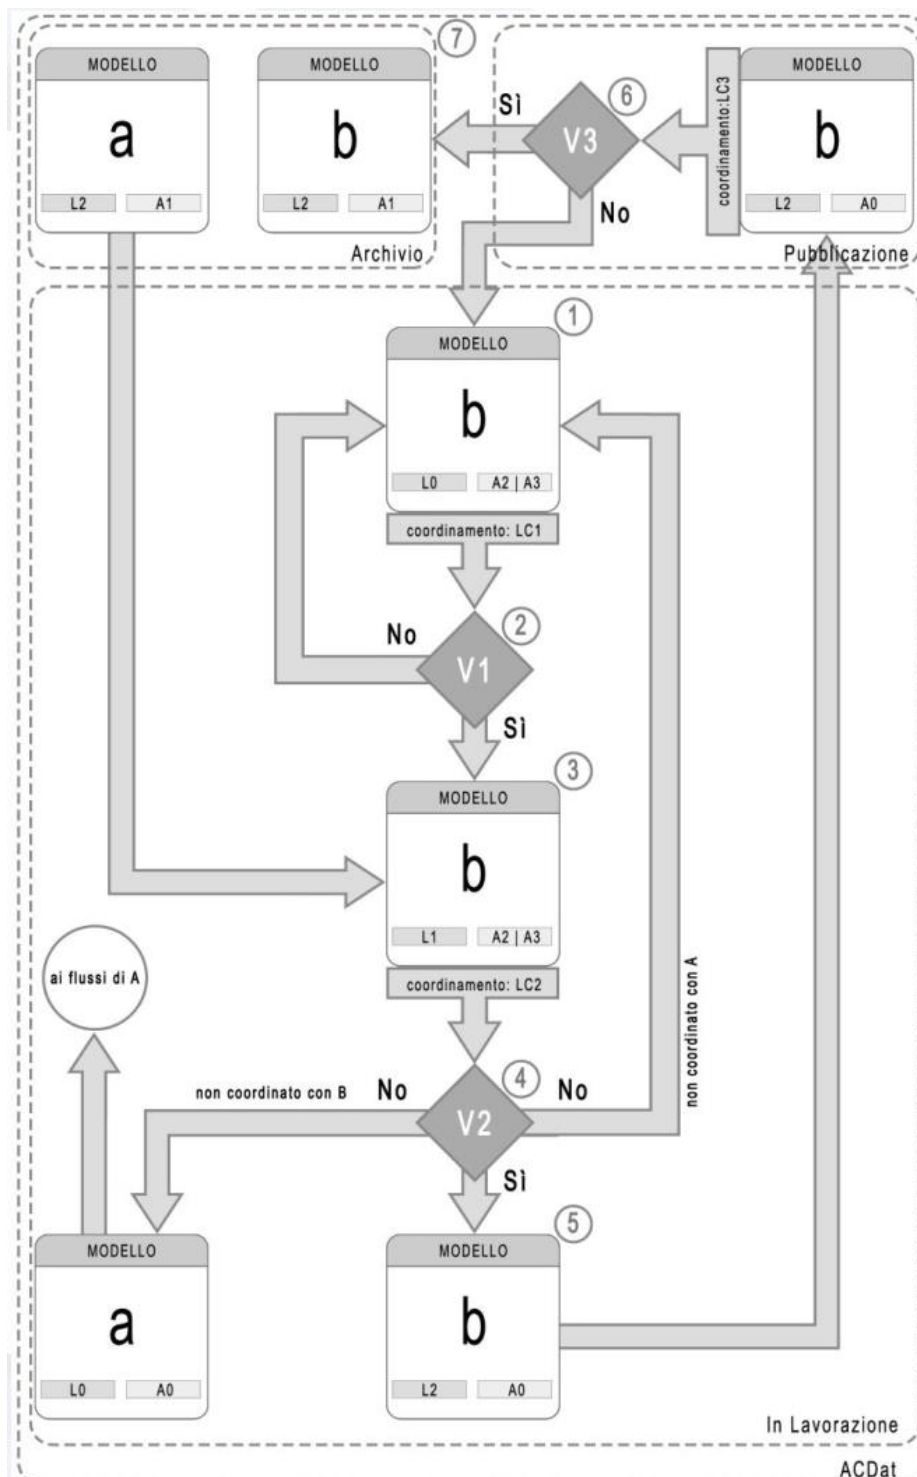 7
MODELLO
a
L2 A1
MODELLO
b
L2 A1
Archivio
Sì
6
V3
No
coordinamento:LC3
MODELLO
b
L2 A0
Pubblicazione
1
MODELLO
b
L0 A2 | A3
coordinamento: LC1
2
No
V1
Sì
3
MODELLO
b
L1 A2 | A3
coordinamento: LC2
ai flussi di A
non coordinato con A
4
non coordinato con B No
V2
No
Sì
5
MODELLO
a
L0 A0
MODELLO
b
L2 A0
In Lavorazione
ACDat